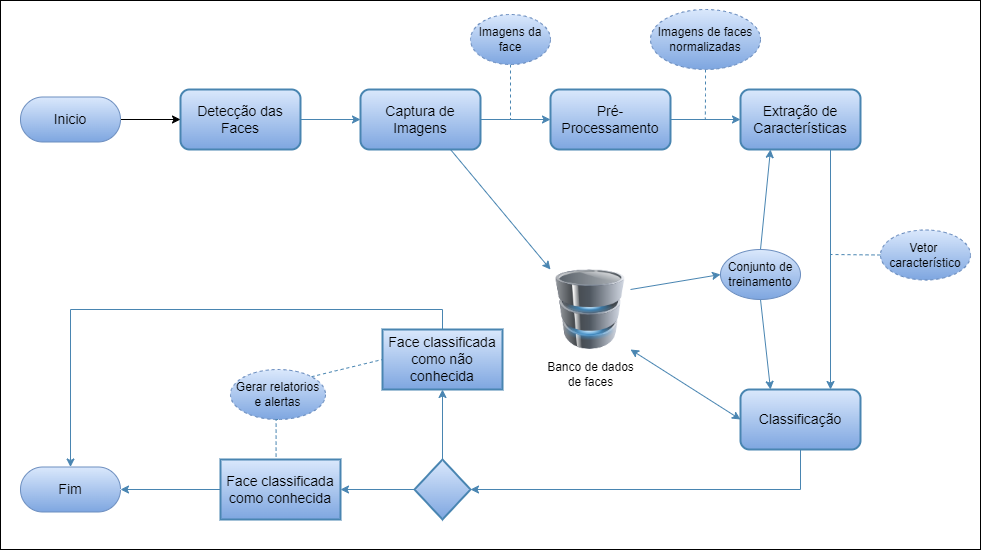 Imagens da
face
Imagens de faces
normalizadas
Inicio
Detecção das
Faces
Captura de
Imagens
Pré-
Processamento
Extração de
Características
Conjunto de
treinamento
Vetor
característico
Banco de dados
de faces
Face classificada
como não
conhecida
Gerar relatorios
e alertas
Classificação
Fim
Face classificada
como conhecida